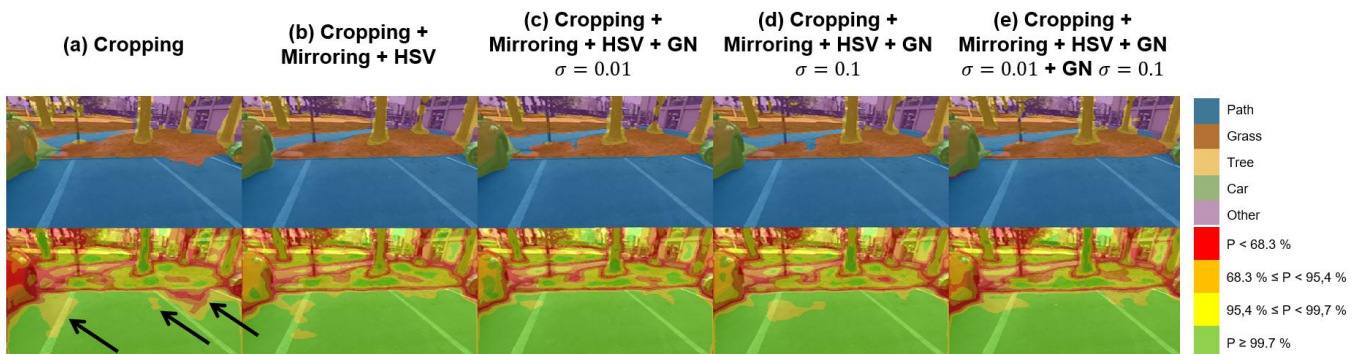 (a) Cropping
(b) Cropping +
Mirroring + HSV
(c) Cropping +
Mirroring + HSV + GN
σ = 0.01
(d) Cropping +
Mirroring + HSV + GN
σ = 0.1
(e) Cropping +
Mirroring + HSV + GN
σ = 0.01 + GN σ = 0.1
Path
Grass
Tree
Car
Other
P < 68.3 %
68.3 % ≤ P < 95,4 %
95,4 % ≤ P < 99,7 %
P ≥ 99.7 %